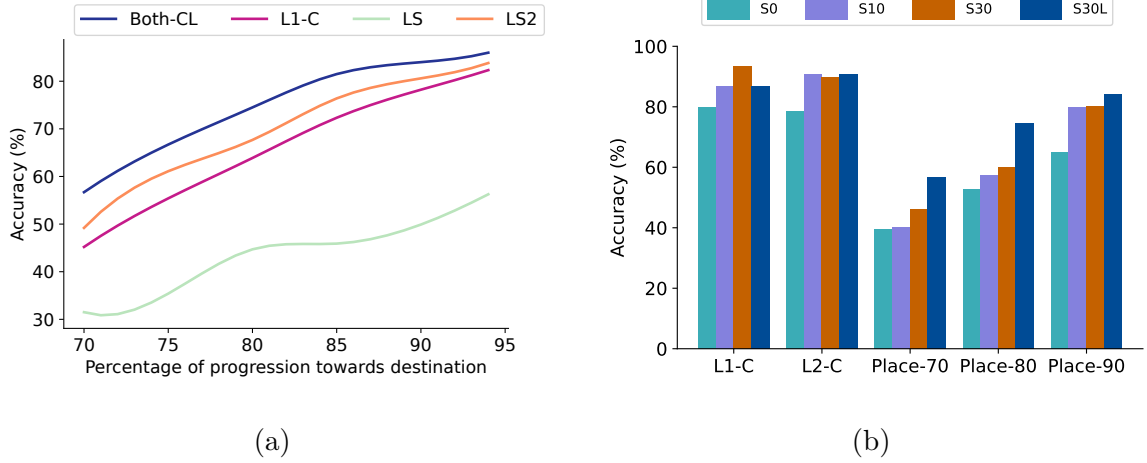 Both-CL L1-C LS LS2
Accuracy (%)
80
70
60
50
40
30
70 75 80 85 90 95
Percentage of progression towards destination
(a)
S0 S10 S30 S30L
Accuracy (%)
100
80
60
40
20
0
L1-C L2-C Place-70 Place-80 Place-90
(b)